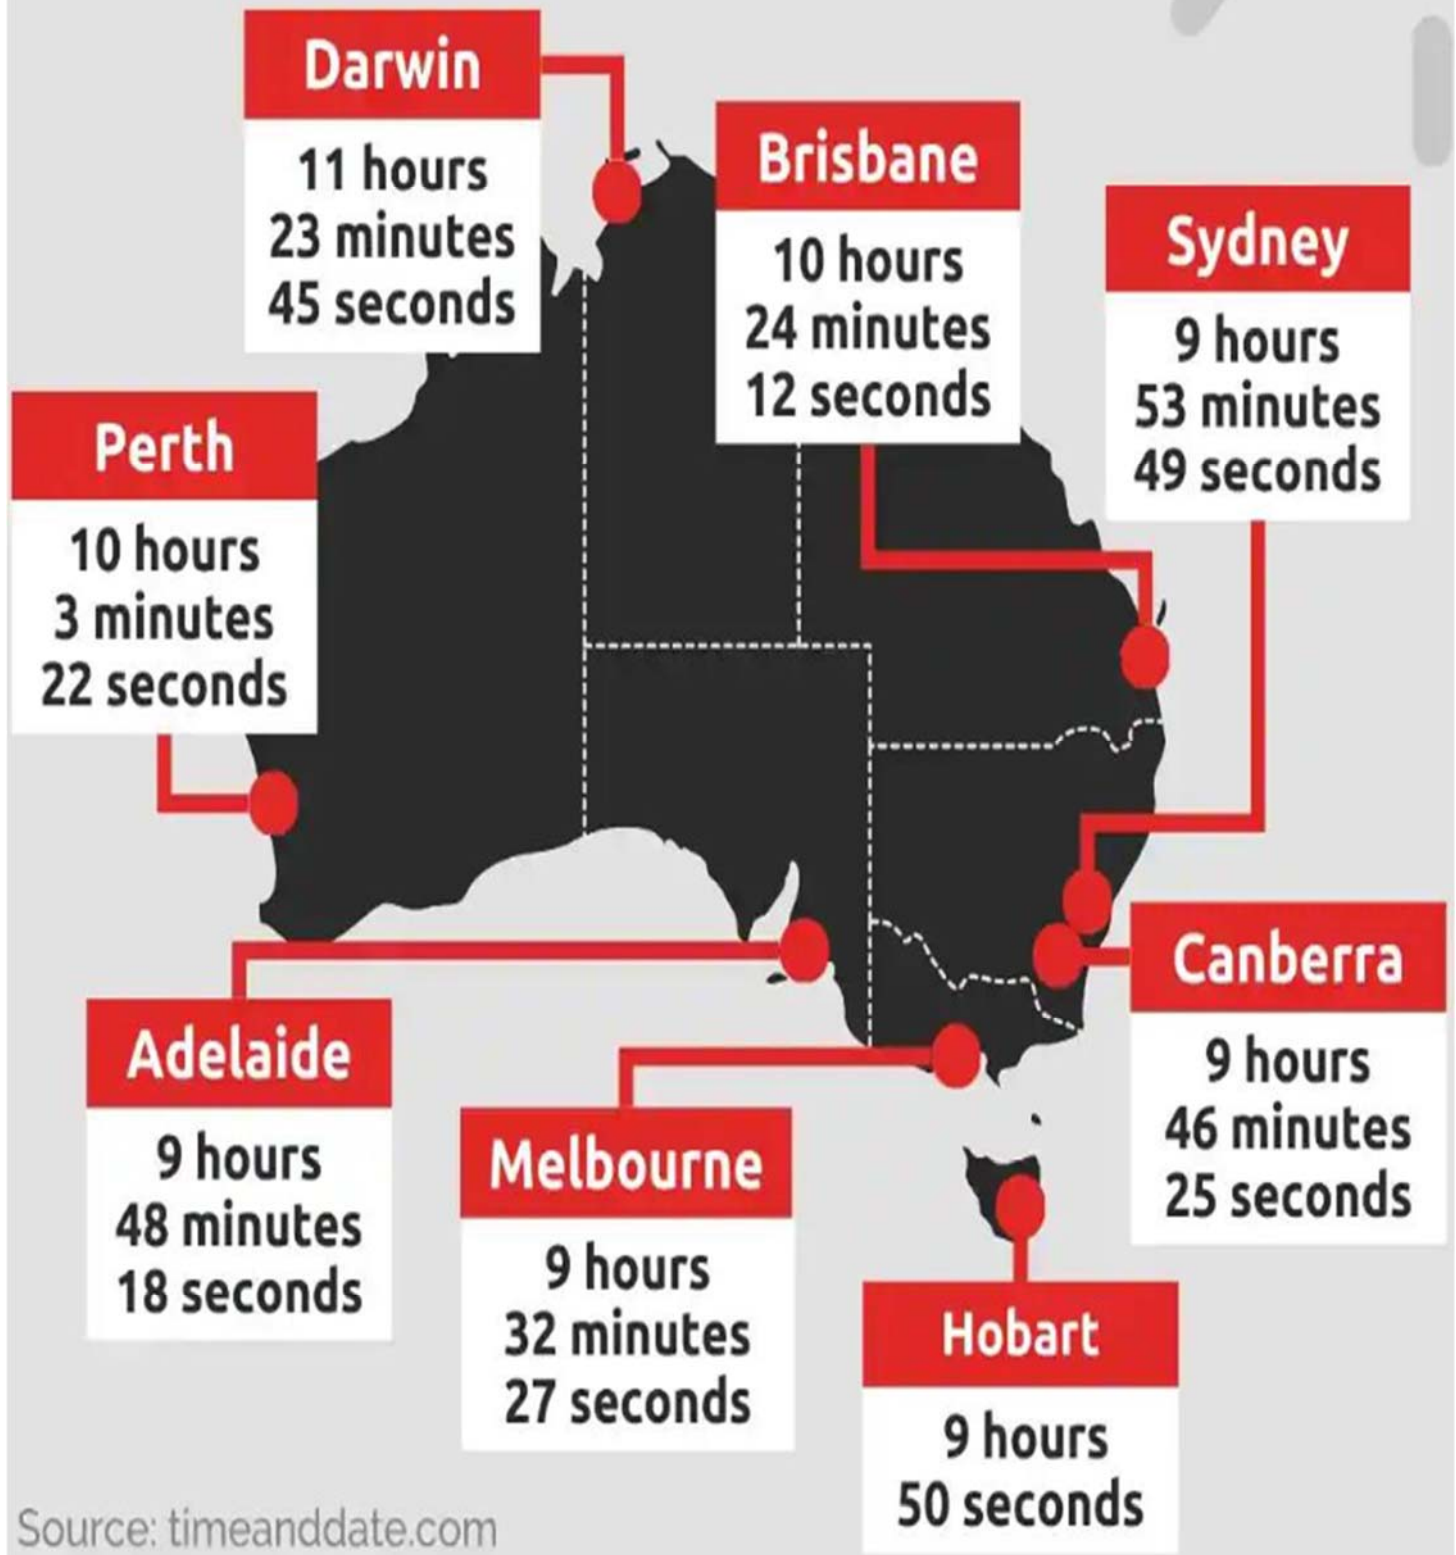 Darwin
11 hours
23 minutes
45 seconds
Brisbane
10 hours
24 minutes
12 seconds
Sydney
9 hours
53 minutes
49 seconds
Perth
10 hours
3 minutes
22 seconds
Adelaide
9 hours
48 minutes
18 seconds
Melbourne
9 hours
32 minutes
27 seconds
Canberra
9 hours
46 minutes
25 seconds
Hobart
9 hours
50 seconds
Source: timeanddate.com